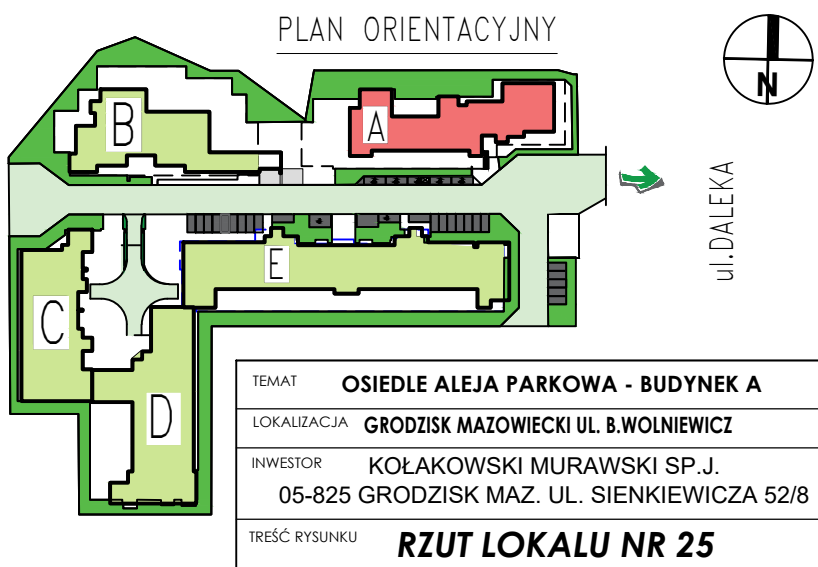 PLAN ORIENTACYJNY
N
B
A
ul.DALEKA
E
C
D
TEMAT OSIEDLE ALEJA PARKOWA - BUDYNEK A
LOKALIZACJA GRODZISK MAZOWIECKI UL. B.WOLNIEWICZ
INWESTOR KOŁAKOWSKI MURAWSKI SP.J.
05-825 GRODZISK MAZ. UL. SIENKIEWICZA 52/8
TREŚĆ RYSUNKU RZUT LOKALU NR 25